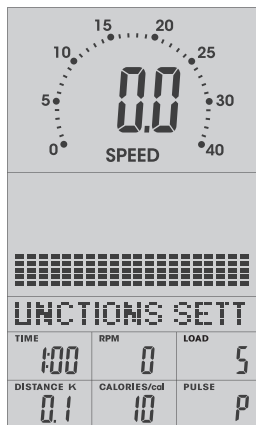 15 20
10 25
5 30
0 40
0.0
SPEED
UNCTIONS SETT
TIME RPM LOAD
1:00 0 5
DISTANCE K CALORIES/cal PULSE
0.1 10 P